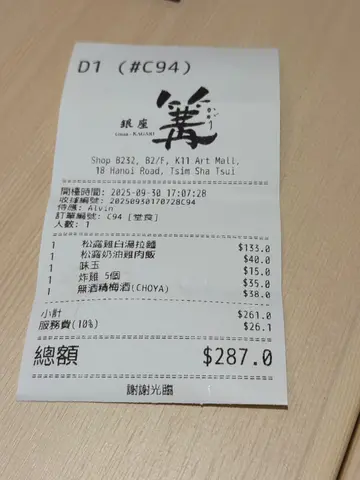 D1 (#C94)
銀座 篝 かがり
Ginza · KAGARI
Shop B232, B2/F, K11 Art Mall,
18 Hanoi Road, Tsim Sha Tsui
開檯時間: 2025-09-30 17:07:28
收據編號: 20250930170728C94
侍應: Alvin
訂單編號: C94 [堂食]
人數: 1
1 松露雞白湯拉麵 $133.0
1 松露奶油雞肉飯 $40.0
1 味玉 $15.0
1 炸雞 5個 $35.0
1 無酒精梅酒(CHOYA) $38.0
小計 $261.0
服務費(10%) $26.1
總額 $287.0
謝謝光臨